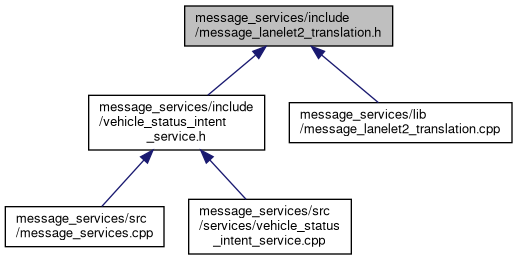 message_services/include
/message_lanelet2_translation.h
message_services/include
/vehicle_status_intent
_service.h
message_services/lib
/message_lanelet2_translation.cpp
message_services/src
/message_services.cpp
message_services/src
/services/vehicle_status
_intent_service.cpp